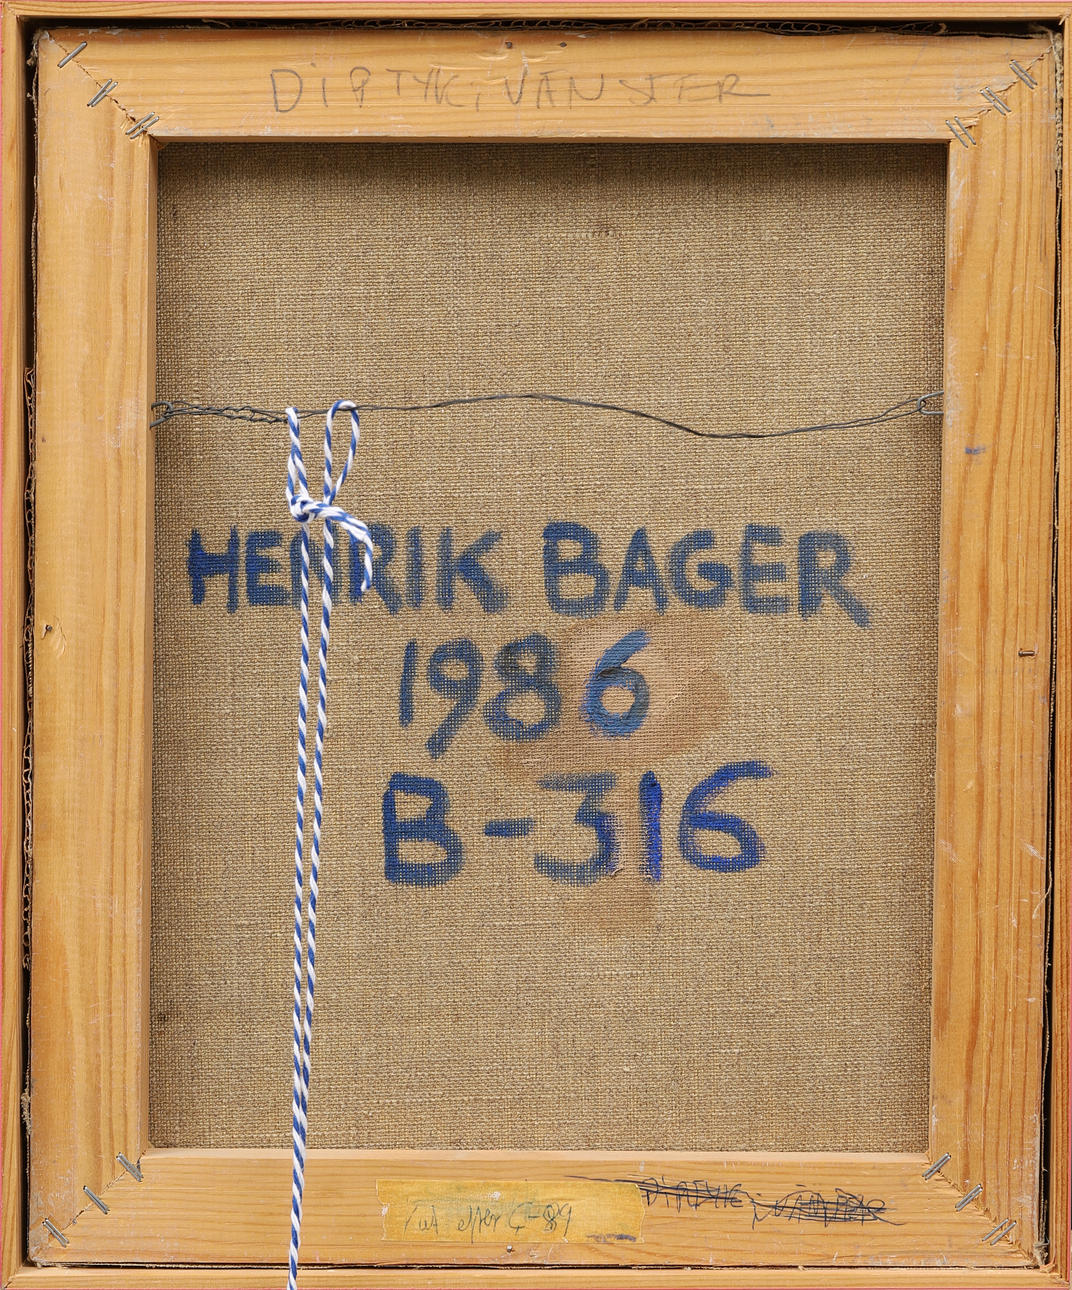 DIPTYK; VÄNSTER
HENRIK BAGER
1986
B-316